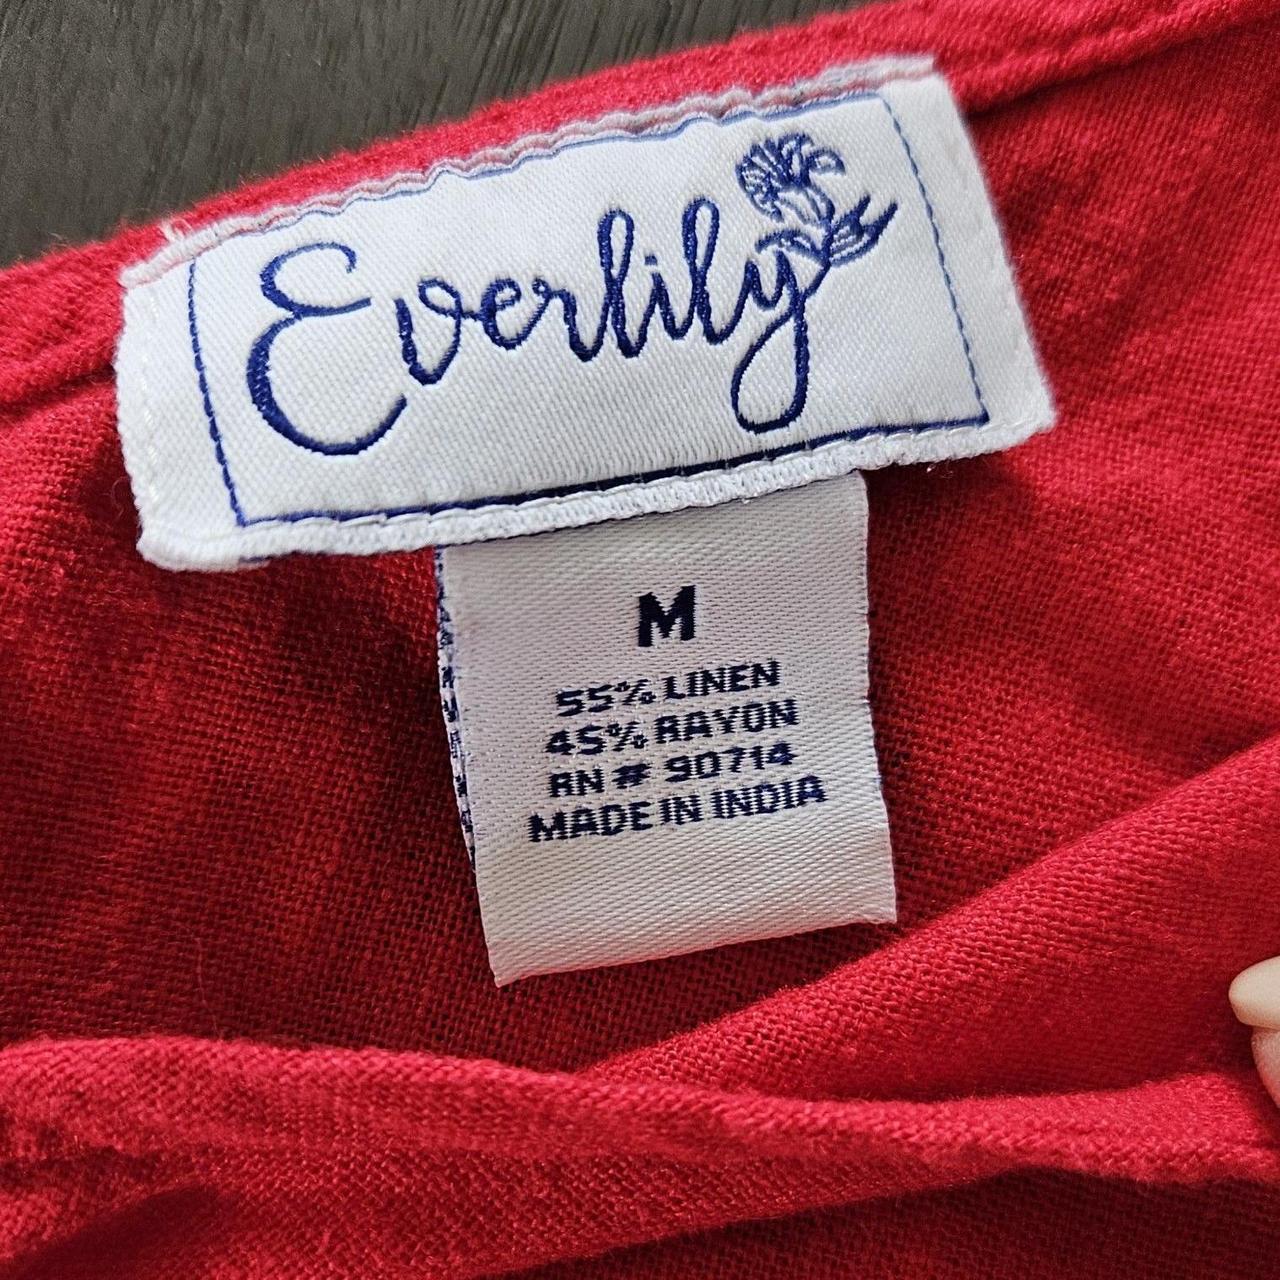 Everlily
M
55% LINEN
45% RAYON
RN # 90714
MADE IN INDIA